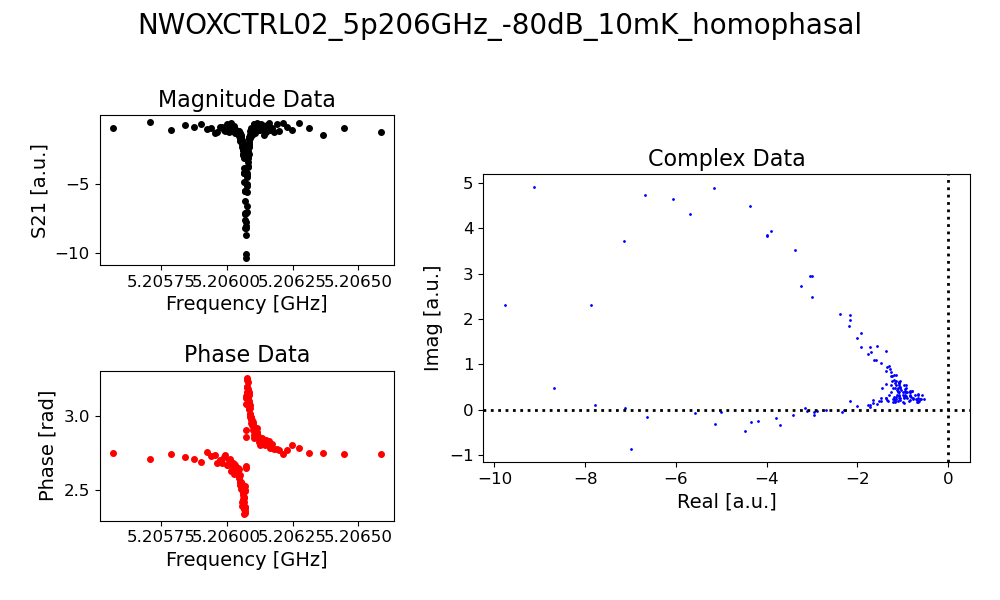 NWOXCTRL02_5p206GHz_-80dB_10mK_homophasal
Magnitude Data
S21 [a.u.]
−5
−10
5.20575 5.20600 5.20625 5.20650
Frequency [GHz]
Phase Data
Phase [rad]
3.0
2.5
5.20575 5.20600 5.20625 5.20650
Frequency [GHz]
Complex Data
Imag [a.u.]
5
4
3
2
1
0
−1
−10 −8 −6 −4 −2 0
Real [a.u.]